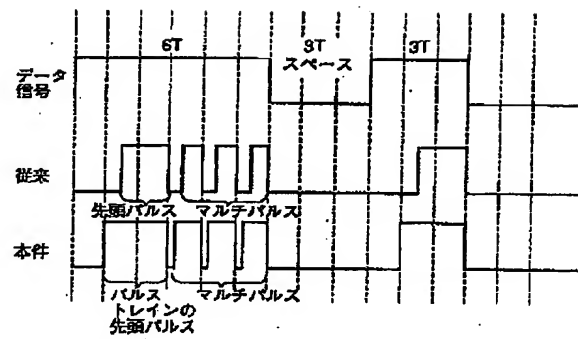 6T
3T
3T
スペース
データ
信号
従来
先頭パルス
マルチパルス
本件
パルス
トレインの
先頭パルス
マルチパルス